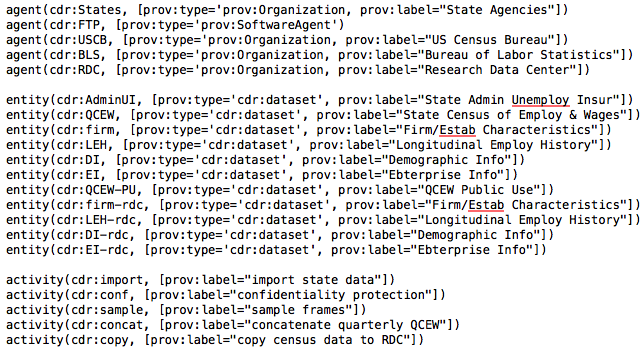 agent(cdr:States, [prov:type='prov:Organization, prov:label="State Agencies"])
agent(cdr:FTP, [prov:type='prov:SoftwareAgent')
agent(cdr:USCB, [prov:type='prov:Organization, prov:label="US Census Bureau"])
agent(cdr:BLS, [prov:type='prov:Organization, prov:label="Bureau of Labor Statistics"])
agent(cdr:RDC, [prov:type='prov:Organization, prov:label="Research Data Center"])

entity(cdr:AdminUI, [prov:type='cdr:dataset', prov:label="State Admin Unemploy Insur"])
entity(cdr:QCEW, [prov:type='cdr:dataset', prov:label="State Census of Employ & Wages"])
entity(cdr:firm, [prov:type='cdr:dataset', prov:label="Firm/Estab Characteristics"])
entity(cdr:LEH, [prov:type='cdr:dataset', prov:label="Longitudinal Employ History"])
entity(cdr:DI, [prov:type='cdr:dataset', prov:label="Demographic Info"])
entity(cdr:EI, [prov:type='cdr:dataset', prov:label="Ebterprise Info"])
entity(cdr:QCEW-PU, [prov:type='cdr:dataset', prov:label="QCEW Public Use"])
entity(cdr:firm-rdc, [prov:type='cdr:dataset', prov:label="Firm/Estab Characteristics"])
entity(cdr:LEH-rdc, [prov:type='cdr:dataset', prov:label="Longitudinal Employ History"])
entity(cdr:DI-rdc, [prov:type='cdr:dataset', prov:label="Demographic Info"])
entity(cdr:EI-rdc, [prov:type='cdr:dataset', prov:label="Ebterprise Info"])

activity(cdr:import, [prov:label="import state data"])
activity(cdr:conf, [prov:label="confidentiality protection"])
activity(cdr:sample, [prov:label="sample frames"])
activity(cdr:concat, [prov:label="concatenate quarterly QCEW"])
activity(cdr:copy, [prov:label="copy census data to RDC"])